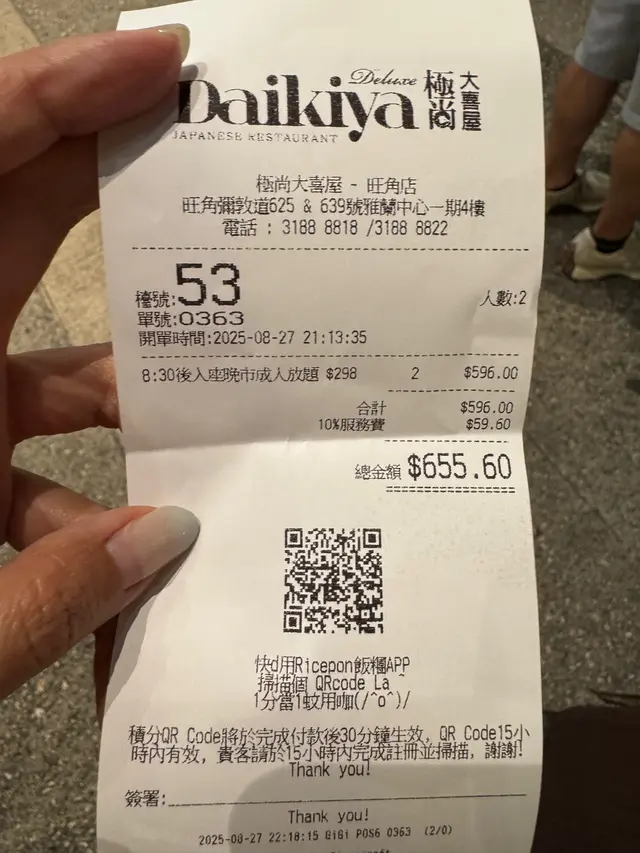 Deluxe
Daikiya 極尚 大喜屋
JAPANESE RESTAURANT
極尚大喜屋 - 旺角店
旺角彌敦道625 & 639號雅蘭中心一期4樓
電話 : 3188 8818 /3188 8822
檯號:53 人數:2
單號:0363
開單時間:2025-08-27 21:13:35
8:30後入座晚市成人放題 $298 2 $596.00
合計 $596.00
10%服務費 $59.60
總金額 $655.60
快d用Ricepon飯糰APP
掃描個 QRcode La ^
1分當1蚊用咖(/^o^)/
積分QR Code將於完成付款後30分鐘生效, QR Code15小
時內有效, 貴客請於15小時內完成註冊並掃描, 謝謝!
Thank you!
簽署:
Thank you!
2025-08-27 22:18:15 GiGi POS6 0363 (2/0)